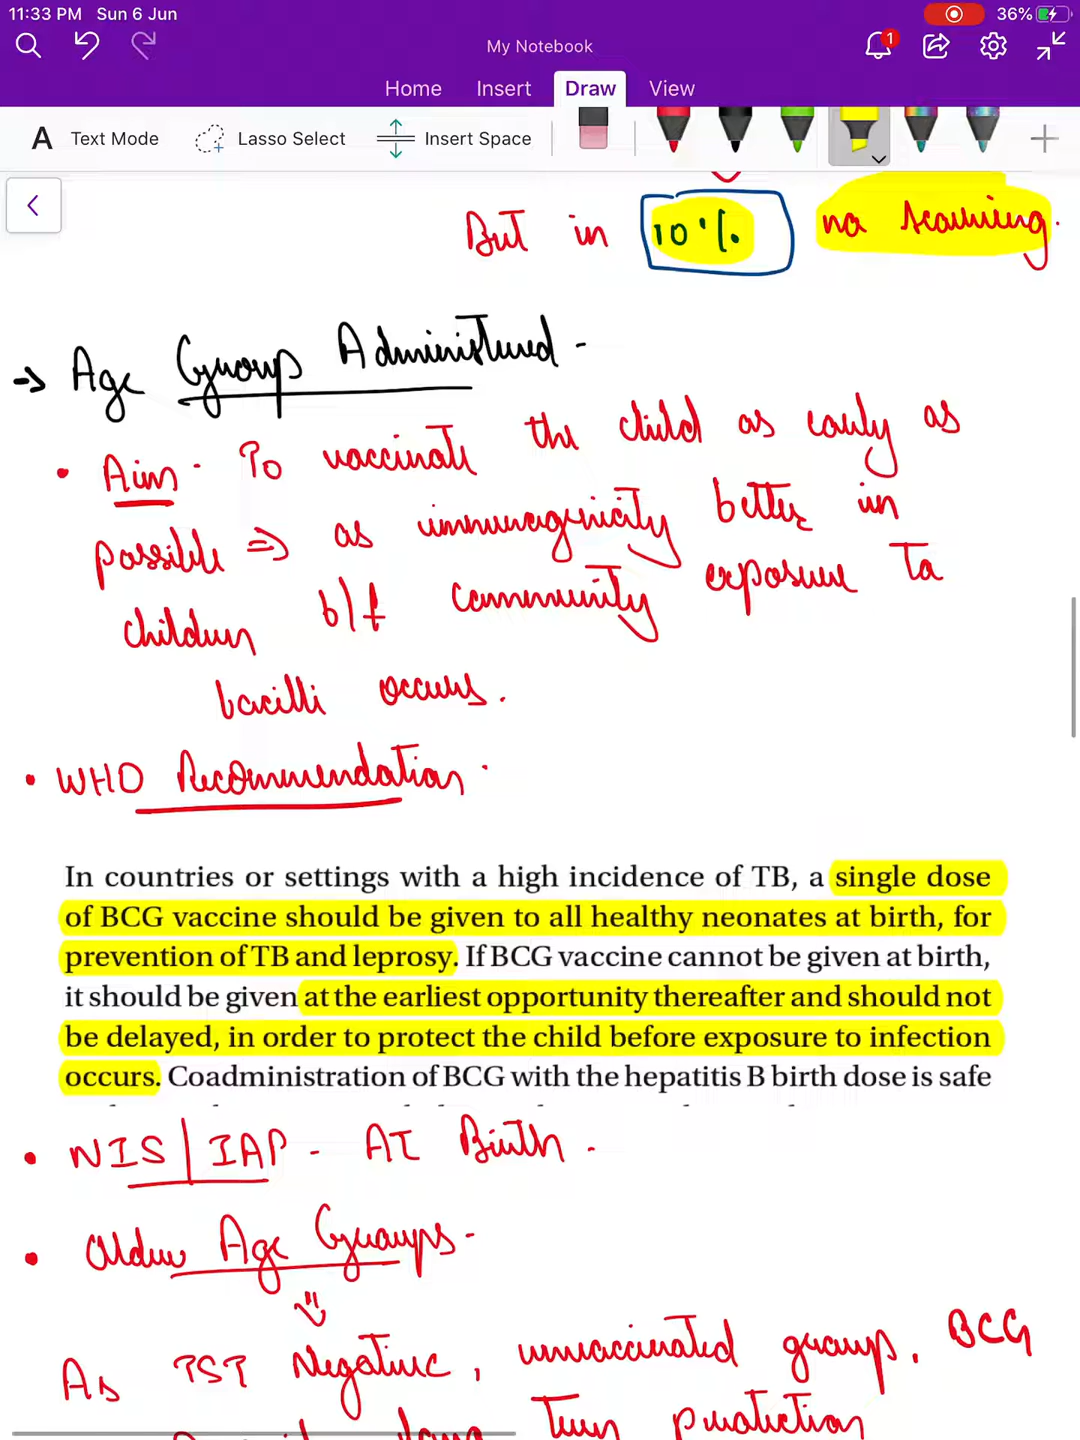 11:33 PM Sun 6 Jun
36%
My Notebook
1
Home Insert Draw View
A Text Mode Lasso Select Insert Space
But in 10% no scarring.
⇒ Age Group Administered -
• Aim - To vaccinate the child as early as
possible ⇒ as immunogenicity better in
children b/f community exposure to
bacilli occurs.
• WHO Recommendation -
In countries or settings with a high incidence of TB, a single dose
of BCG vaccine should be given to all healthy neonates at birth, for
prevention of TB and leprosy. If BCG vaccine cannot be given at birth,
it should be given at the earliest opportunity thereafter and should not
be delayed, in order to protect the child before exposure to infection
occurs. Coadministration of BCG with the hepatitis B birth dose is safe
• NIS | IAP - At Birth -
• Older Age Groups -
As TST Negative, unvaccinated group, BCG
long term protection